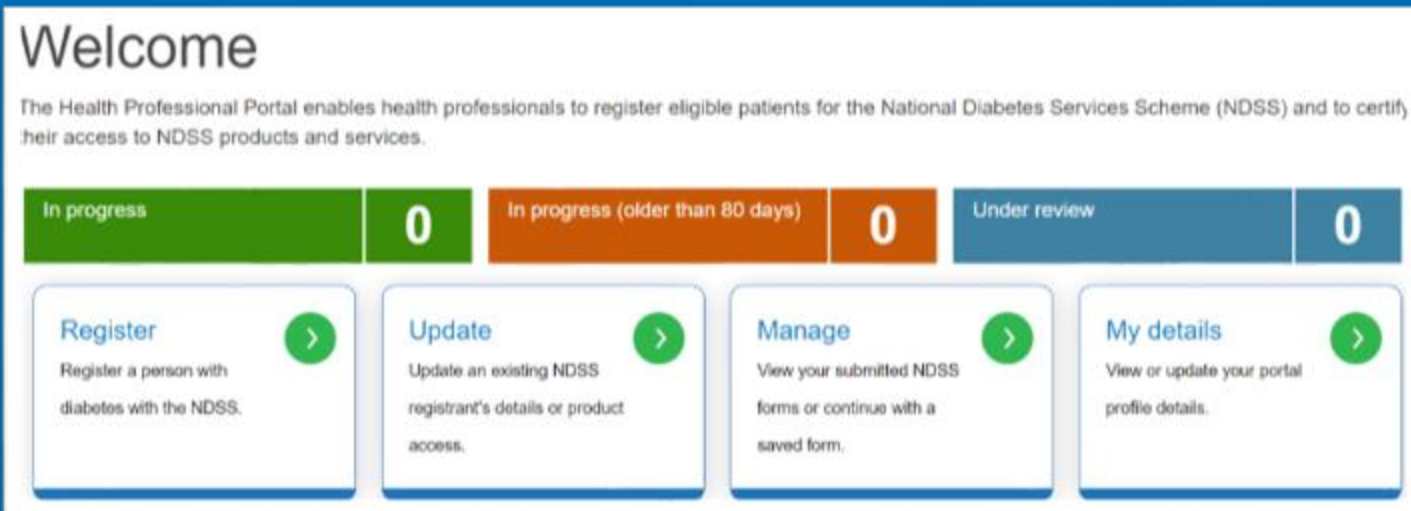 Welcome
The Health Professional Portal enables health professionals to register eligible patients for the National Diabetes Services Scheme (NDSS) and to certify
their access to NDSS products and services.
In progress 0
In progress (older than 80 days) 0
Under review 0
Register
Register a person with
diabetes with the NDSS.
Update
Update an existing NDSS
registrant's details or product
access.
Manage
View your submitted NDSS
forms or continue with a
saved form.
My details
View or update your portal
profile details.